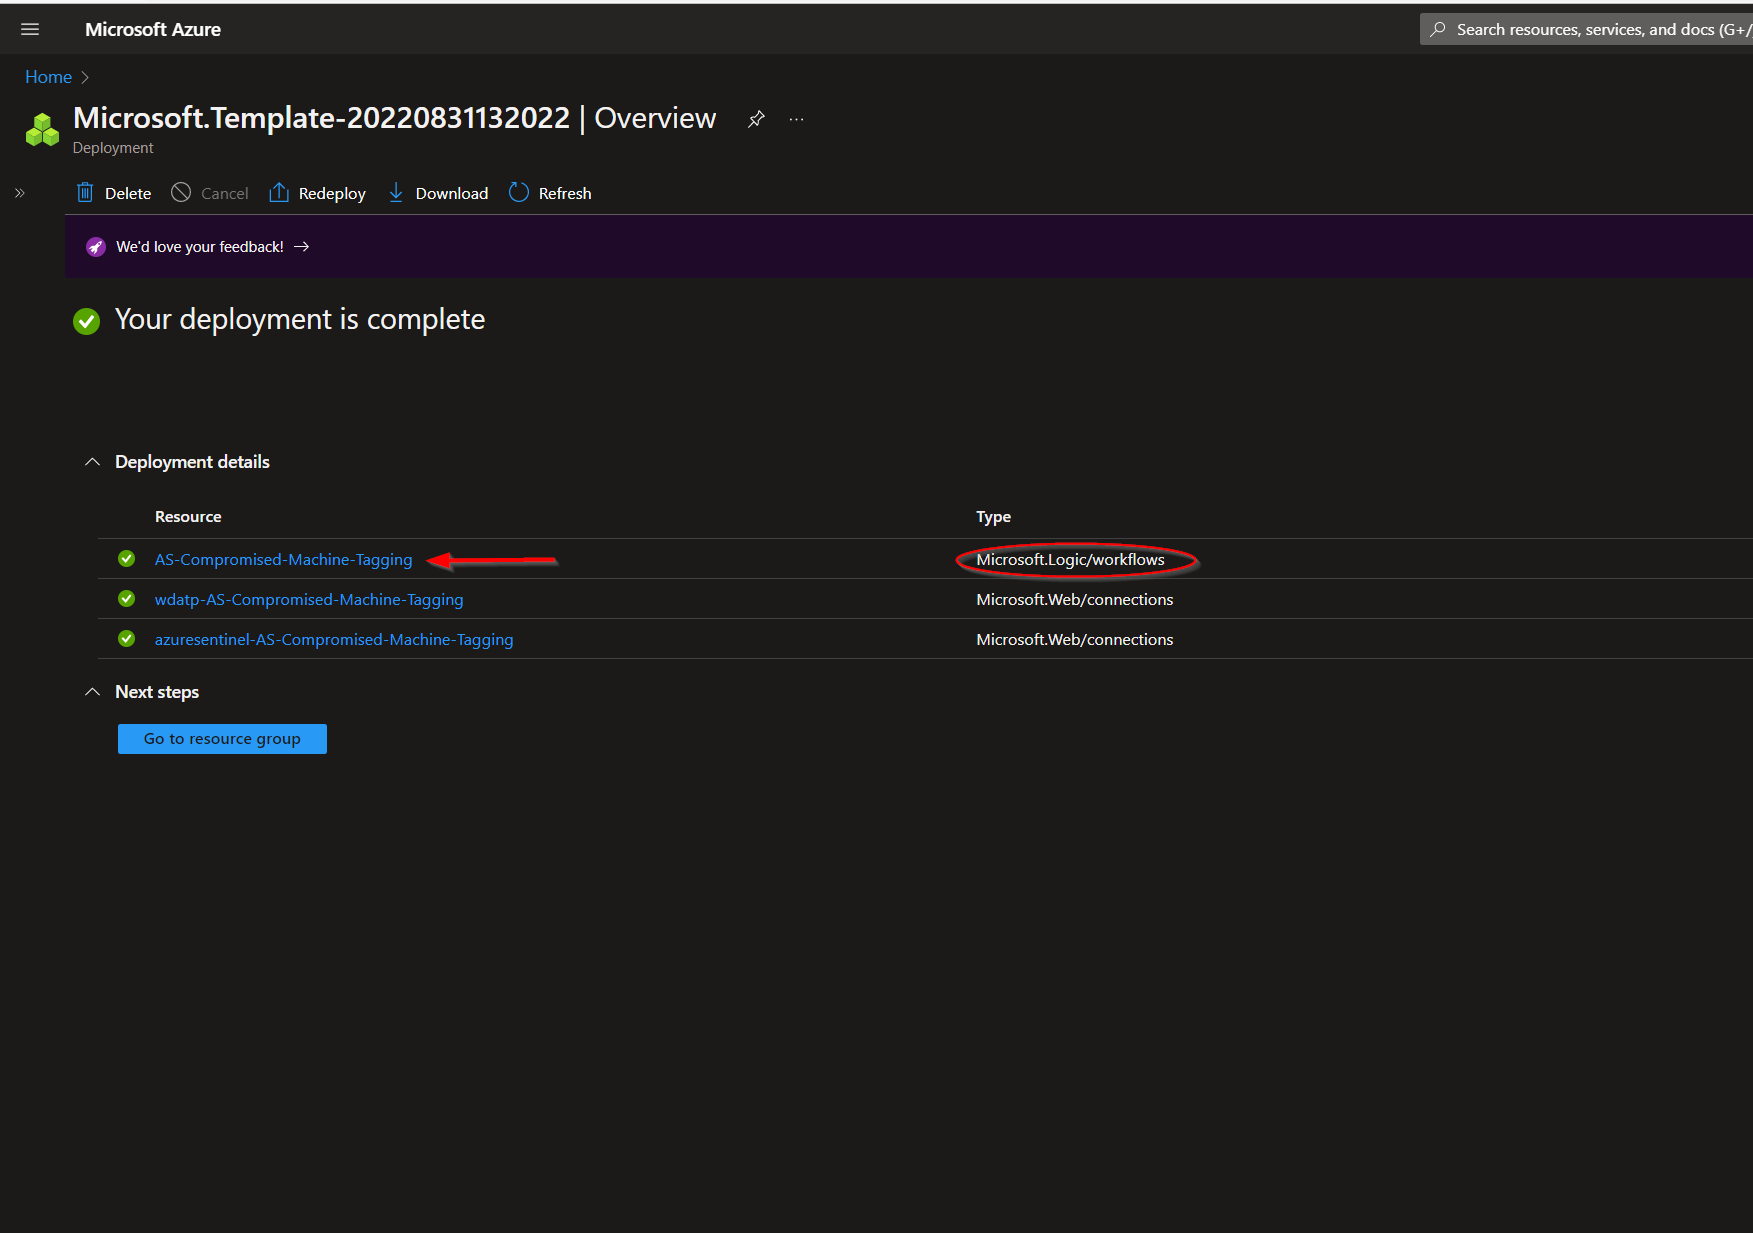 Microsoft Azure
Search resources, services, and docs (G+/
Home
Microsoft.Template-20220831132022 | Overview
Deployment
Delete
Cancel
Redeploy
Download
Refresh
We'd love your feedback!
Your deployment is complete
Deployment details
Resource
Type
AS-Compromised-Machine-Tagging
Microsoft.Logic/workflows
wdatp-AS-Compromised-Machine-Tagging
Microsoft.Web/connections
azuresentinel-AS-Compromised-Machine-Tagging
Microsoft.Web/connections
Next steps
Go to resource group